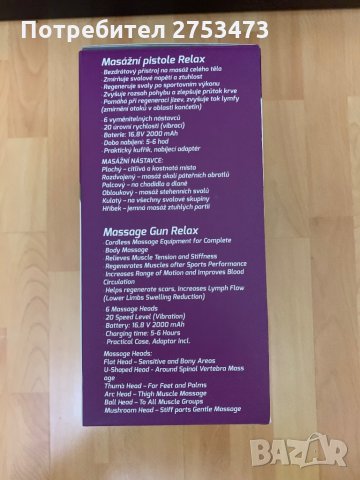 Потребител 2753473
Masážní pistole Relax
- Bezdrátový přístroj na masáž celého těla
- Zmírňuje svalové napětí a ztuhlost
- Regeneruje svaly po sportovním výkonu
- Zvyšuje rozsah pohybu a zlepšuje průtok krve
- Pomáhá při regeneraci jizev, zvyšuje tok lymfy
(zmírnění otoků v oblasti končetin)
- 6 vyměnitelných nástavců
- 20 úrovní rychlosti (vibrací)
- Baterie: 16,8V 2000 mAh
- Doba nabíjení: 5-6 hod
- Praktický kufřík, nabíjecí adaptér
MASÁŽNÍ NÁSTAVCE:
Plochý – citlivá a kostnatá místa
Rozdvojený – masáž okolí páteřních obratlů
Palcový – na chodidla a dlaně
Obloukový – masáž stehenních svalů
Kulatý – na všechny svalové skupiny
Hříbek – jemná masáž ztuhlých partií
Massage Gun Relax
- Cordless Massage Equipment for Complete
- Body Massage
- Relieves Muscle Tension and Stiffness
- Regenerates Muscles after Sports Performance
- Increases Range of Motion and Improves Blood
Circulation
- Helps regenerate scars, Increases Lymph Flow
(Lower Limbs Swelling Reduction)
- 6 Massage Heads
- 20 Speed Level (Vibration)
- Battery: 16,8 V 2000 mAh
- Charging time: 5-6 Hours
- Practical Case, Adaptor incl.
Massage Heads:
Flat Head – Sensitive and Bony Areas
U-Shaped Head – Around Spinol Vertebra Mass
age
Thumb Head – For Feet and Palms
Arc Head – Thigh Muscle Massage
Ball Head – To All Muscle Groups
Mushroom Head – Stiff parts Gentle Massage
BAZAR